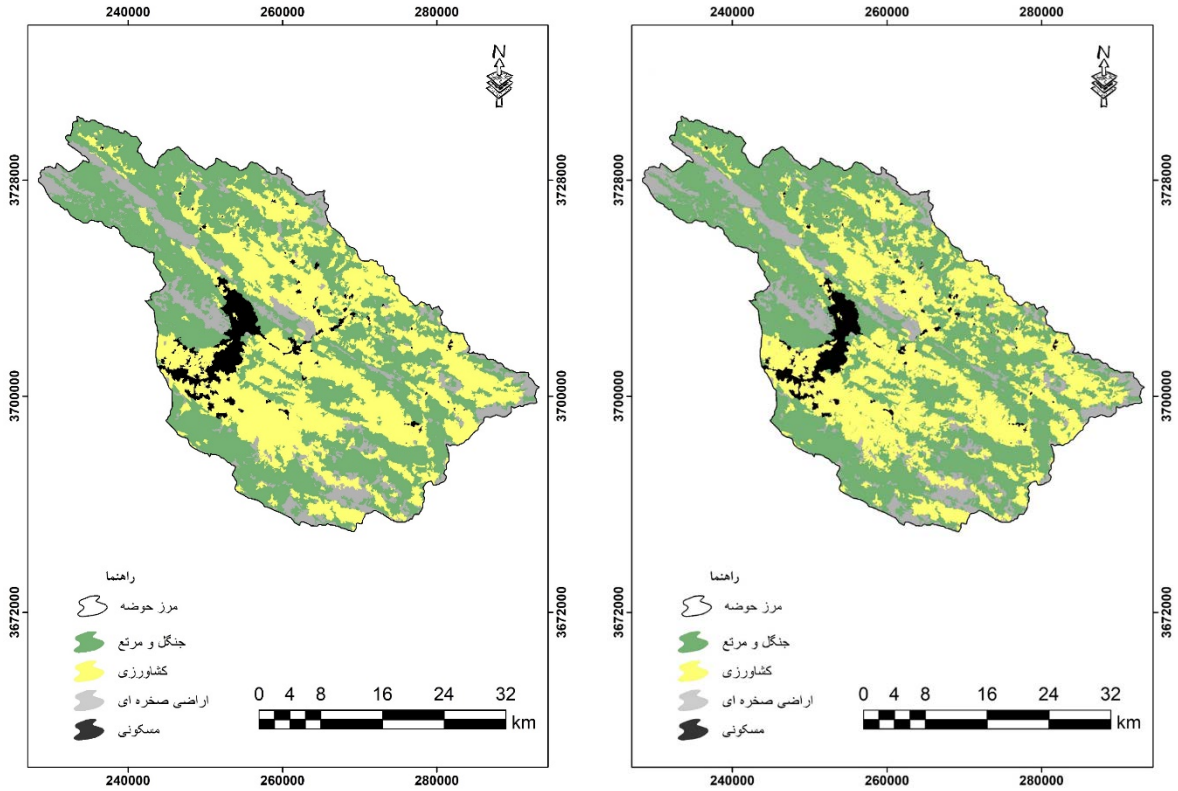 240000 260000 280000
N
3728000
3728000
3700000
3700000
3672000
3672000
راهنما
مرز حوضه
جنگل و مرتع
کشاورزی
اراضی صخره ای
مسکونی
0 4 8 16 24 32
km
240000 260000 280000
240000 260000 280000
N
3728000
3728000
3700000
3700000
3672000
3672000
راهنما
مرز حوضه
جنگل و مرتع
کشاورزی
اراضی صخره ای
مسکونی
0 4 8 16 24 32
km
240000 260000 280000